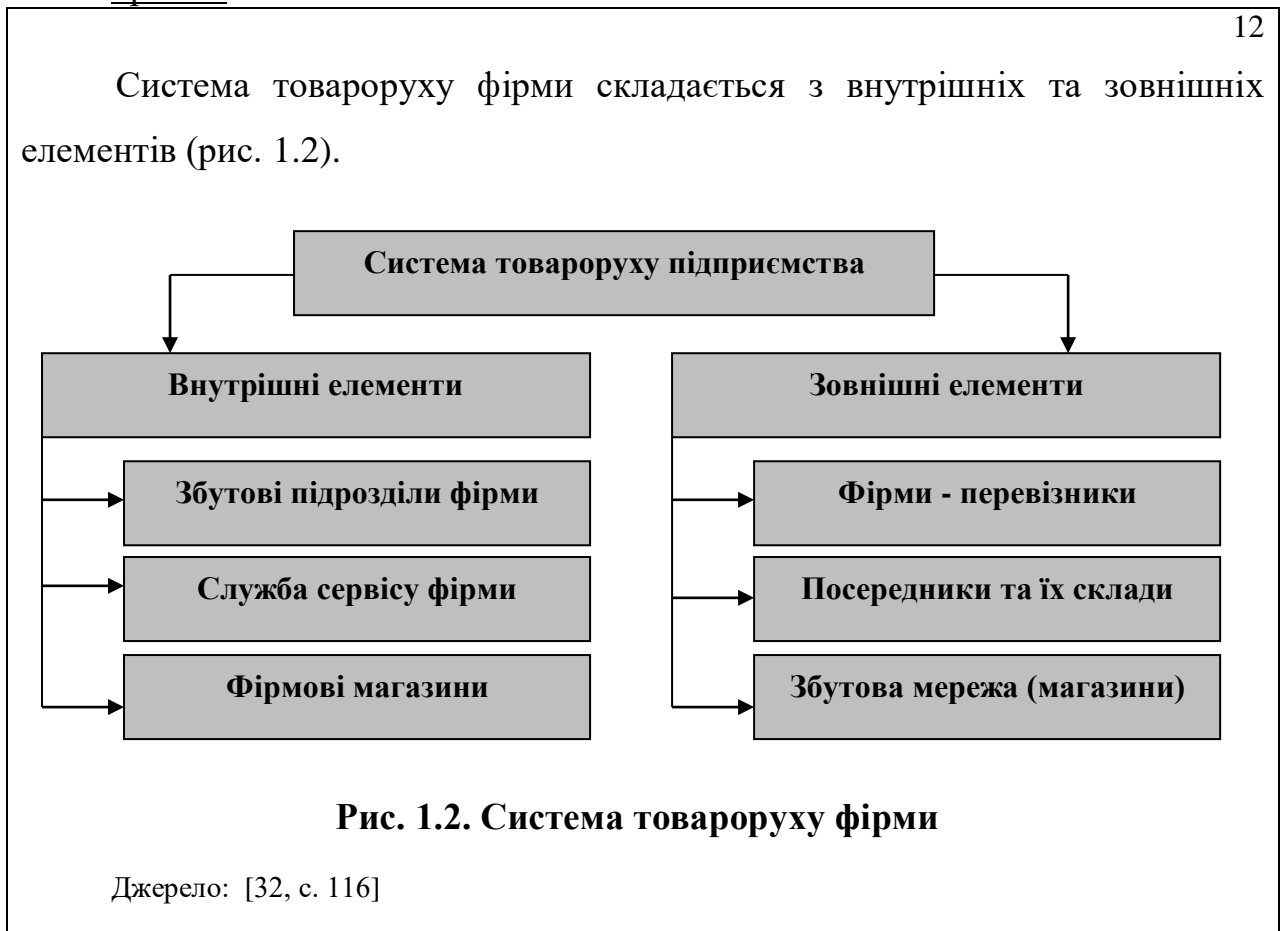 12
Система товароруху фірми складається з внутрішніх та зовнішніх
елементів (рис. 1.2).
Система товароруху підприємства
Внутрішні елементи
Збутові підрозділи фірми
Служба сервісу фірми
Фірмові магазини
Зовнішні елементи
Фірми - перевізники
Посередники та їх склади
Збутова мережа (магазини)
Рис. 1.2. Система товароруху фірми
Джерело: [32, с. 116]